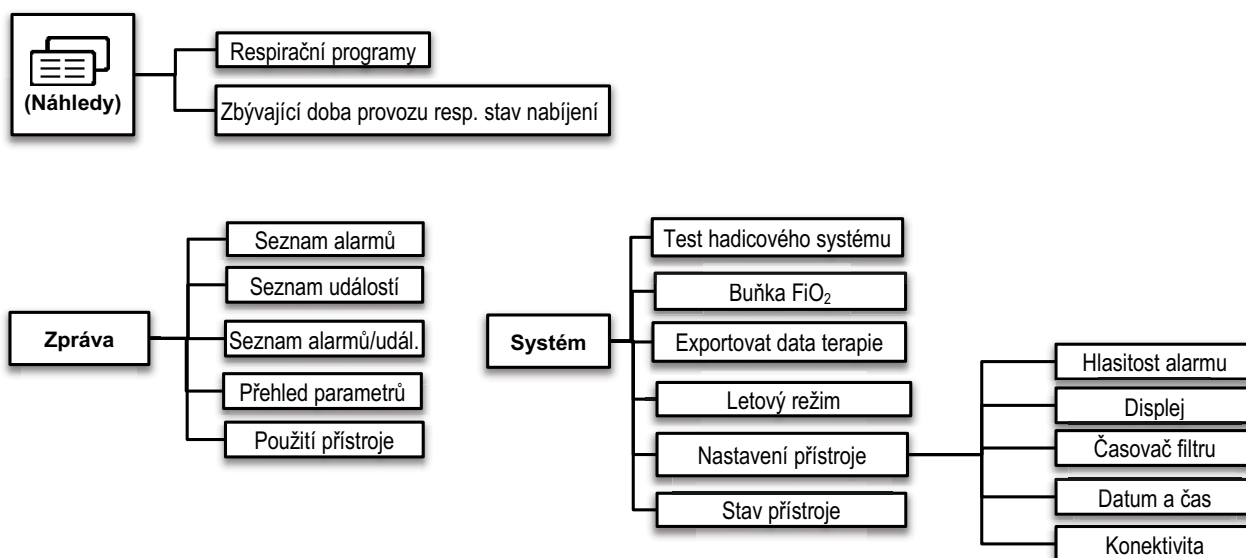 (Náhledy)
Respirační programy
Zbývající doba provozu resp. stav nabíjení
Zpráva
Seznam alarmů
Seznam událostí
Seznam alarmů/udál.
Přehled parametrů
Použití přístroje
Systém
Test hadicového systému
Buňka FiO₂
Exportovat data terapie
Letový režim
Nastavení přístroje
Stav přístroje
Hlasitost alarmu
Displej
Časovač filtru
Datum a čas
Konektivita